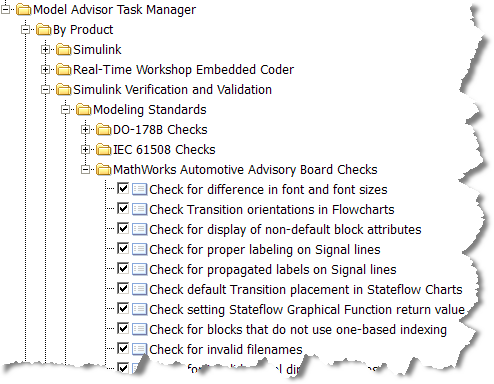 Model Advisor Task Manager
By Product
Simulink
Real-Time Workshop Embedded Coder
Simulink Verification and Validation
Modeling Standards
DO-178B Checks
IEC 61508 Checks
MathWorks Automotive Advisory Board Checks
Check for difference in font and font sizes
Check Transition orientations in Flowcharts
Check for display of non-default block attributes
Check for proper labeling on Signal lines
Check for propagated labels on Signal lines
Check default Transition placement in Stateflow Charts
Check setting Stateflow Graphical Function return value
Check for blocks that do not use one-based indexing
Check for invalid filenames